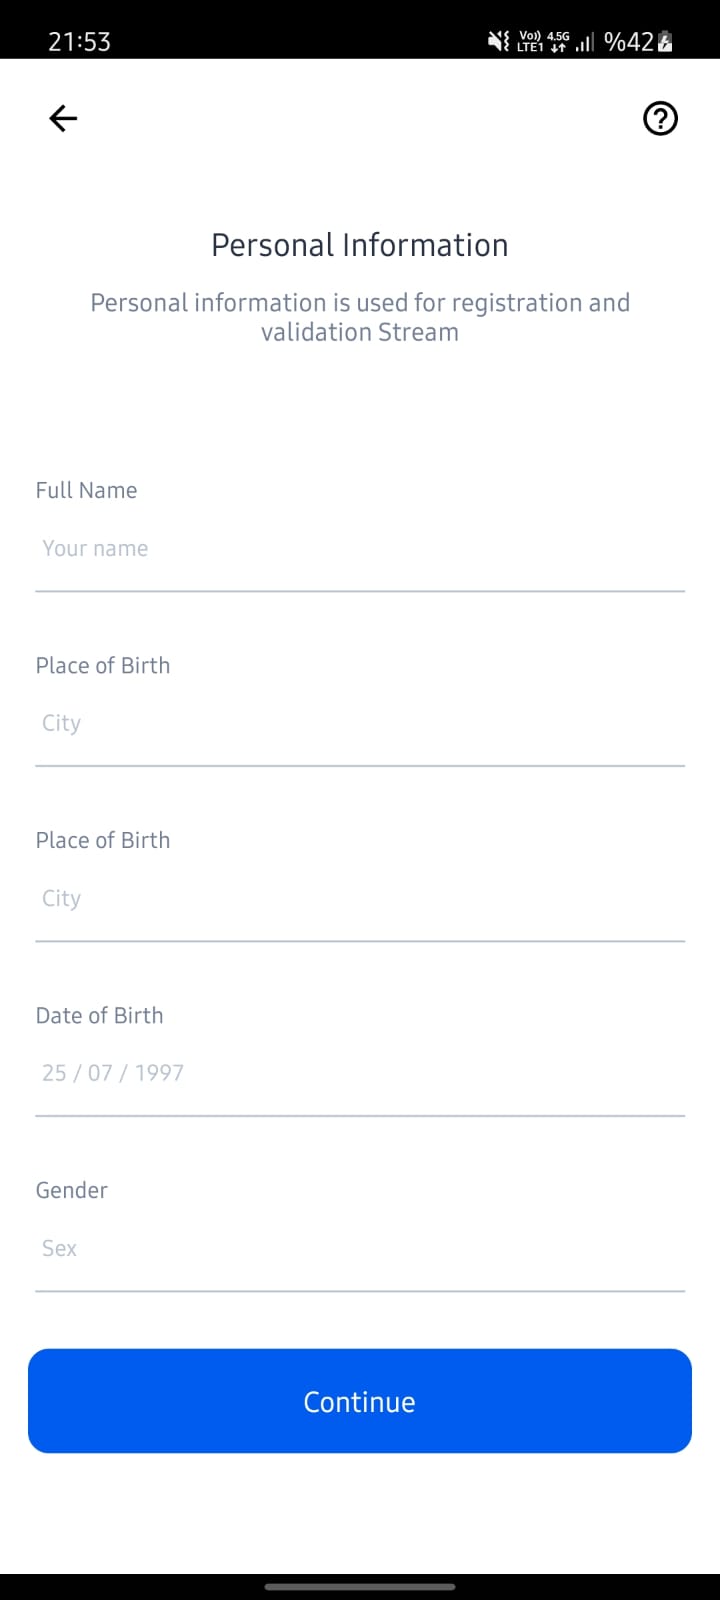 21:53
Vo)) 4.5G %42
LTE1
Personal Information
Personal information is used for registration and
validation Stream
Full Name
Your name
Place of Birth
City
Place of Birth
City
Date of Birth
25 / 07 / 1997
Gender
Sex
Continue